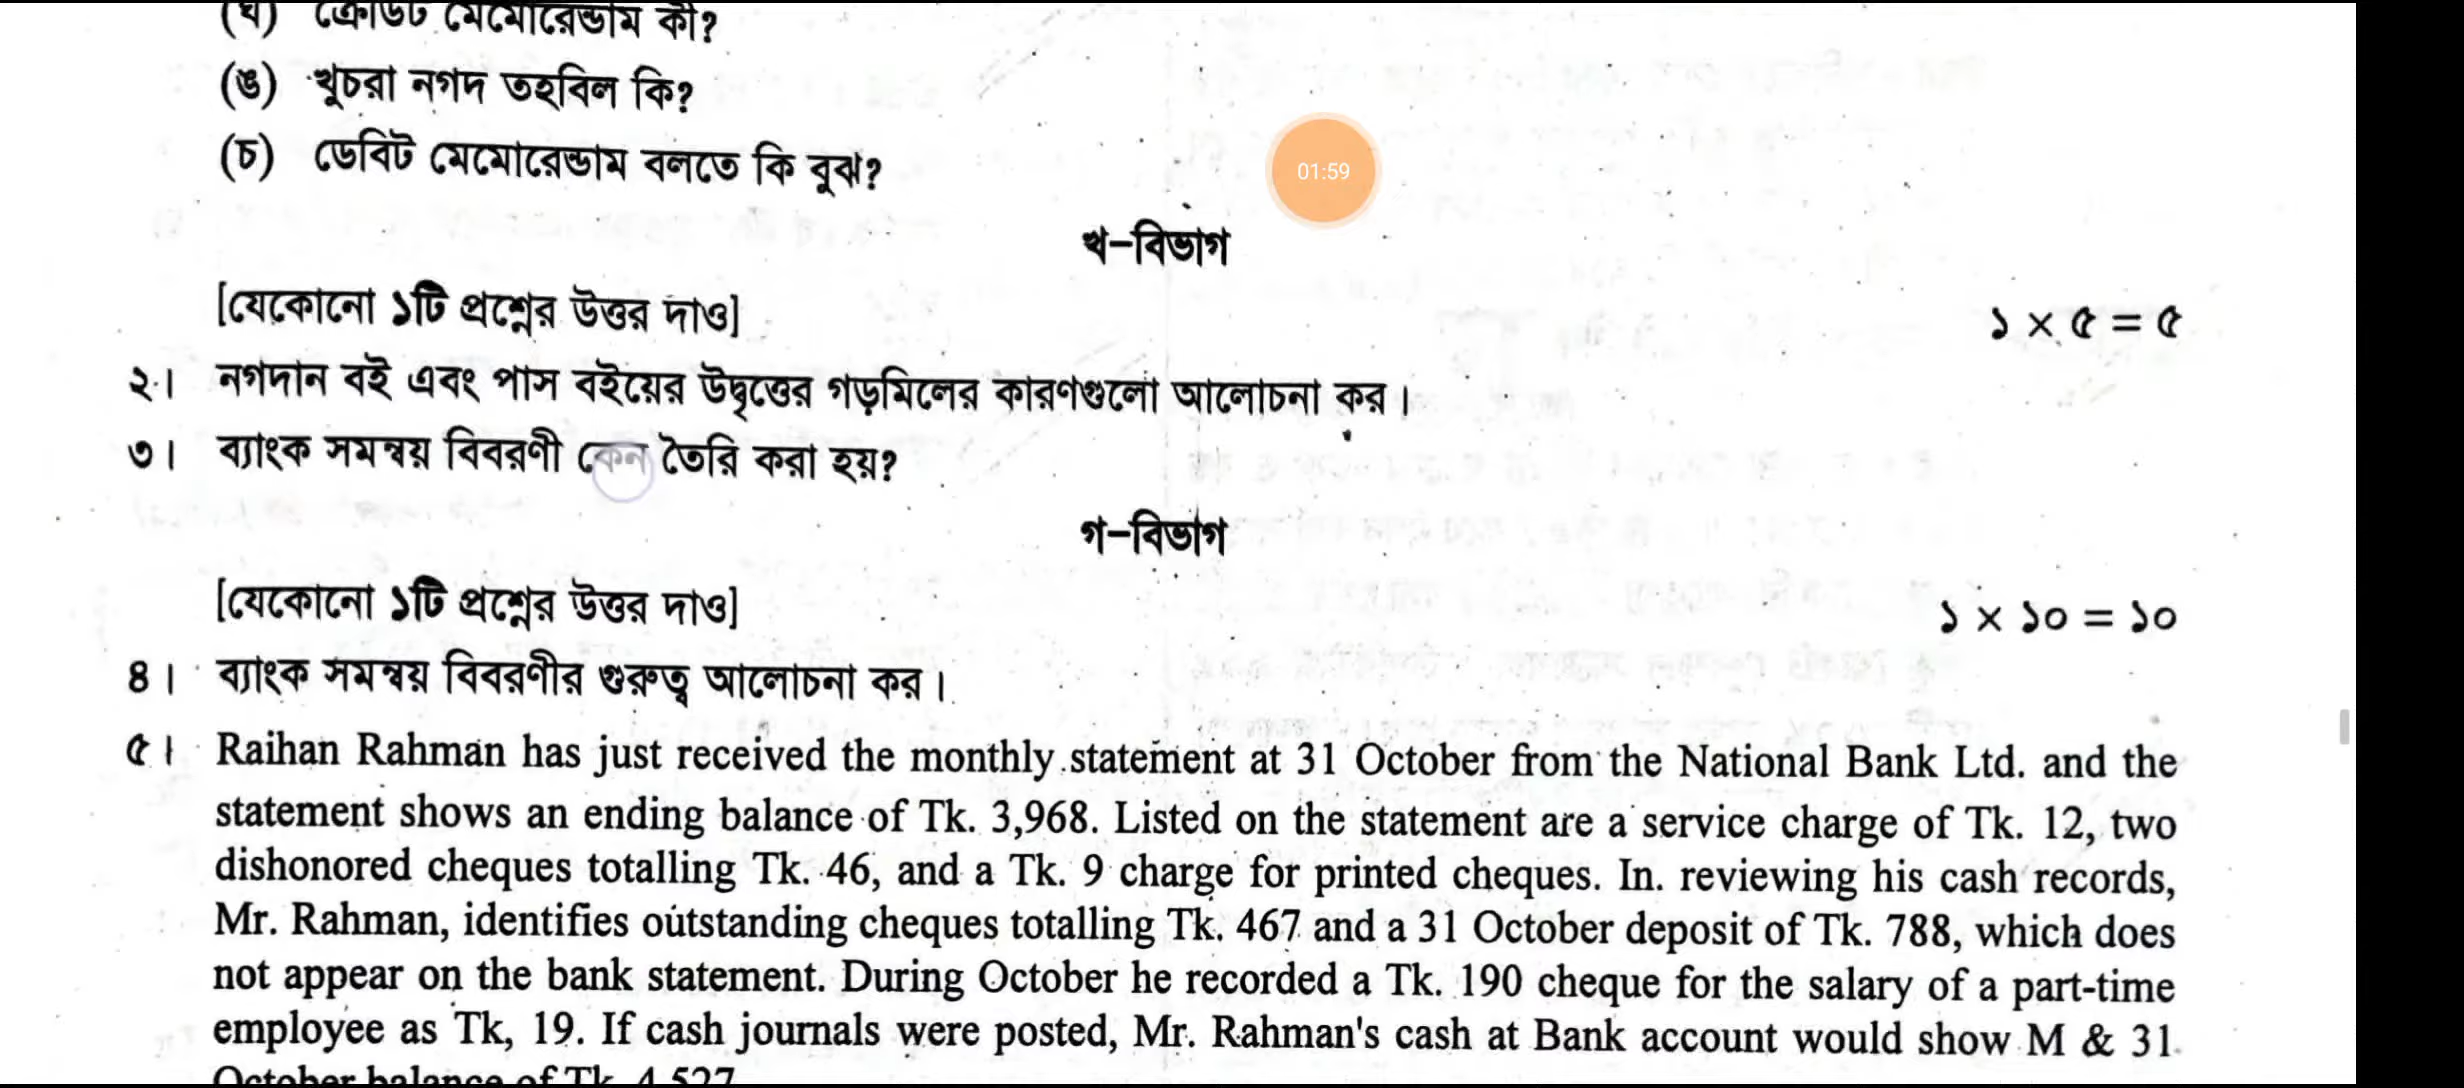 (ঘ) ক্রেডিট মেমোরেন্ডাম কী?
(ঙ) খুচরা নগদ তহবিল কি?
(চ) ডেবিট মেমোরেন্ডাম বলতে কি বুঝ?
01:59
খ-বিভাগ
[যেকোনো ১টি প্রশ্নের উত্তর দাও] ১ × ৫ = ৫
২। নগদান বই এবং পাস বইয়ের উদ্বৃত্তের গড়মিলের কারণগুলো আলোচনা কর।
৩। ব্যাংক সমন্বয় বিবরণী কেন তৈরি করা হয়?
গ-বিভাগ
[যেকোনো ১টি প্রশ্নের উত্তর দাও] ১ × ১০ = ১০
৪। ব্যাংক সমন্বয় বিবরণীর গুরুত্ব আলোচনা কর।
৫। Raihan Rahman has just received the monthly statement at 31 October from the National Bank Ltd. and the
statement shows an ending balance of Tk. 3,968. Listed on the statement are a service charge of Tk. 12, two
dishonored cheques totalling Tk. 46, and a Tk. 9 charge for printed cheques. In. reviewing his cash records,
Mr. Rahman, identifies outstanding cheques totalling Tk. 467 and a 31 October deposit of Tk. 788, which does
not appear on the bank statement. During October he recorded a Tk. 190 cheque for the salary of a part-time
employee as Tk, 19. If cash journals were posted, Mr. Rahman's cash at Bank account would show M & 31
October balance of Tk. 4,527